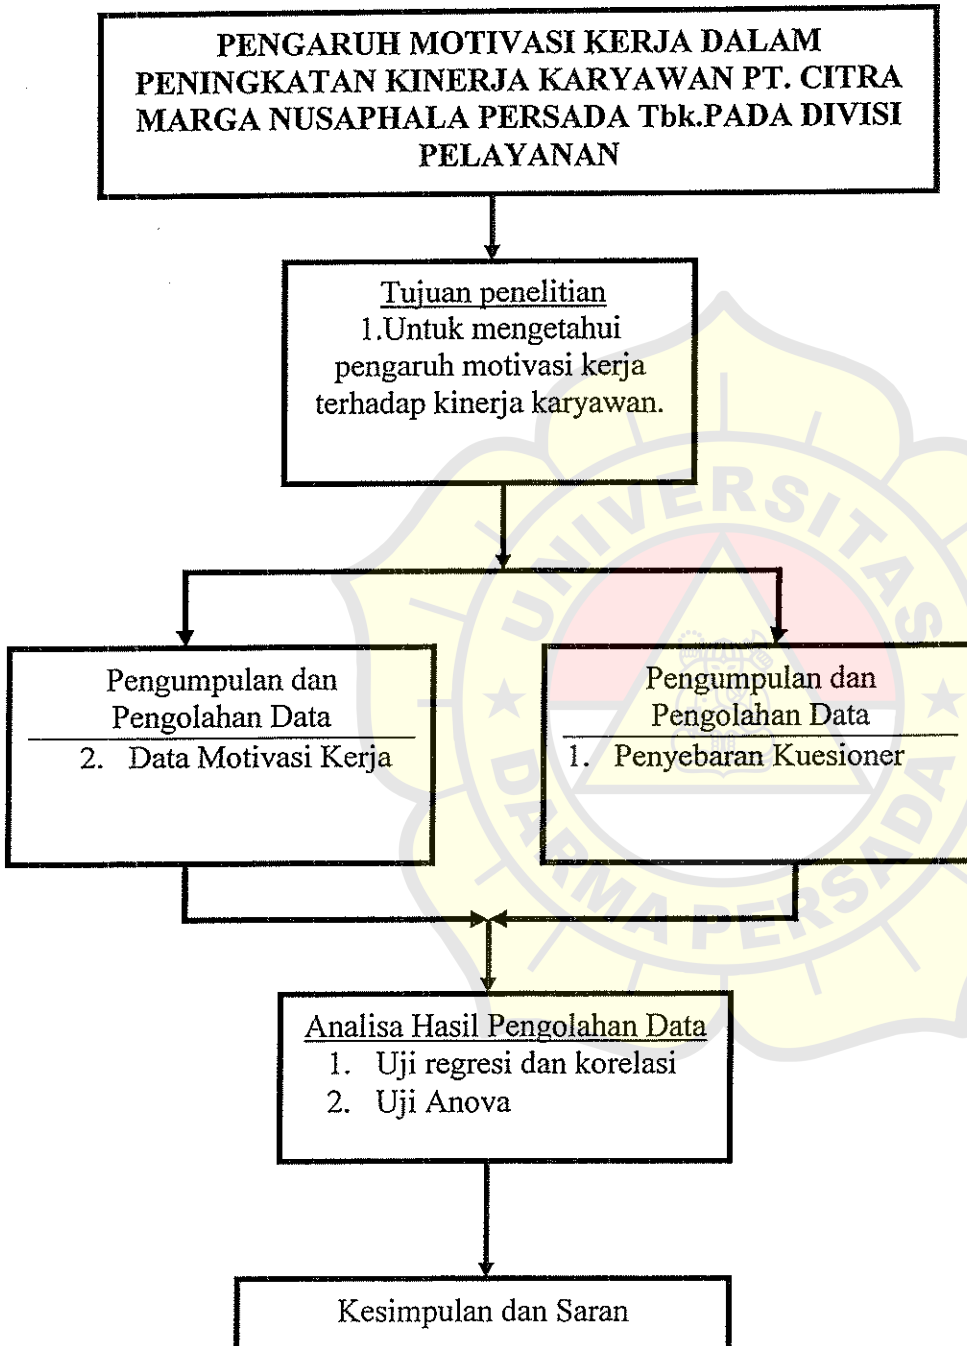 PENGARUH MOTIVASI KERJA DALAM
PENINGKATAN KINERJA KARYAWAN PT. CITRA
MARGA NUSAPHALA PERSADA Tbk.PADA DIVISI
PELAYANAN
Tujuan penelitian
1.Untuk mengetahui
pengaruh motivasi kerja
terhadap kinerja karyawan.
Pengumpulan dan
Pengolahan Data
2. Data Motivasi Kerja
Pengumpulan dan
Pengolahan Data
1. Penyebaran Kuesioner
Analisa Hasil Pengolahan Data
1. Uji regresi dan korelasi
2. Uji Anova
Kesimpulan dan Saran
UNIVERSITAS
DARMA PERSADA